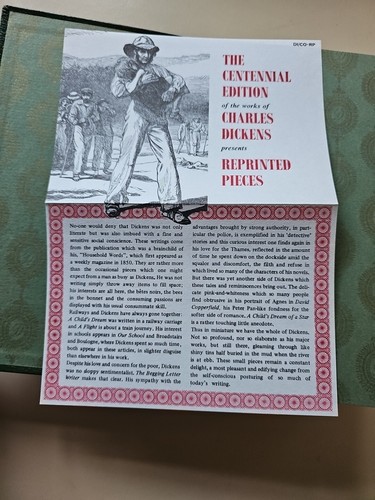 DI/CO-RP
THE
CENTENNIAL
EDITION
of the works of
CHARLES
DICKENS
presents
REPRINTED
PIECES
No-one would deny that Dickens was not only
literate but was also imbued with a fine and
sensitive social conscience. These writings come
from the publication which was a brainchild of
his, "Household Words", which first appeared as
a weekly magazine in 1850. They are rather more
than the occasional pieces which one might
expect from a man as busy as Dickens. He was not
writing simply throw away items to fill space;
his interests are all here, the bêtes noirs, the bees
in the bonnet and the consuming passions are
displayed with his usual consummate skill.
Railways and Dickens have always gone together:
A Child's Dream was written in a railway carriage
and A Flight is about a train journey. His interest
in schools appears in Our School and Broadstairs
and Boulogne, where Dickens spent so much time,
both appear in these articles, in slighter disguise
than elsewhere in his work.
Despite his love and concern for the poor, Dickens
was no sloppy sentimentalist. The Begging Letter
Writer makes that clear. His sympathy with the
advantages brought by strong authority, in part-
icular the police, is exemplified in his 'detective'
stories and this curious interest one finds again in
his love for the Thames, reflected in the amount
of time he spent down on the dockside amid the
squalor and discomfort, the filth and refuse in
which lived so many of the characters of his novels.
But there was yet another side of Dickens which
these tales and reminiscences bring out. The deli-
cate pink-and-whiteness which so many people
find obtrusive in his portrait of Agnes in David
Copperfield, his Peter Pan-like fondness for the
softer side of romance. A Child's Dream of a Star
is a rather touching little anecdote.
Thus in miniature we have the whole of Dickens.
Not so profound, nor so elaborate as his major
works, but still there, gleaming through like
shiny tins half buried in the mud when the river
is at ebb. These small pieces remain a constant
delight, a most pleasant and edifying change from
the self-conscious posturing of so much of
today's writing.